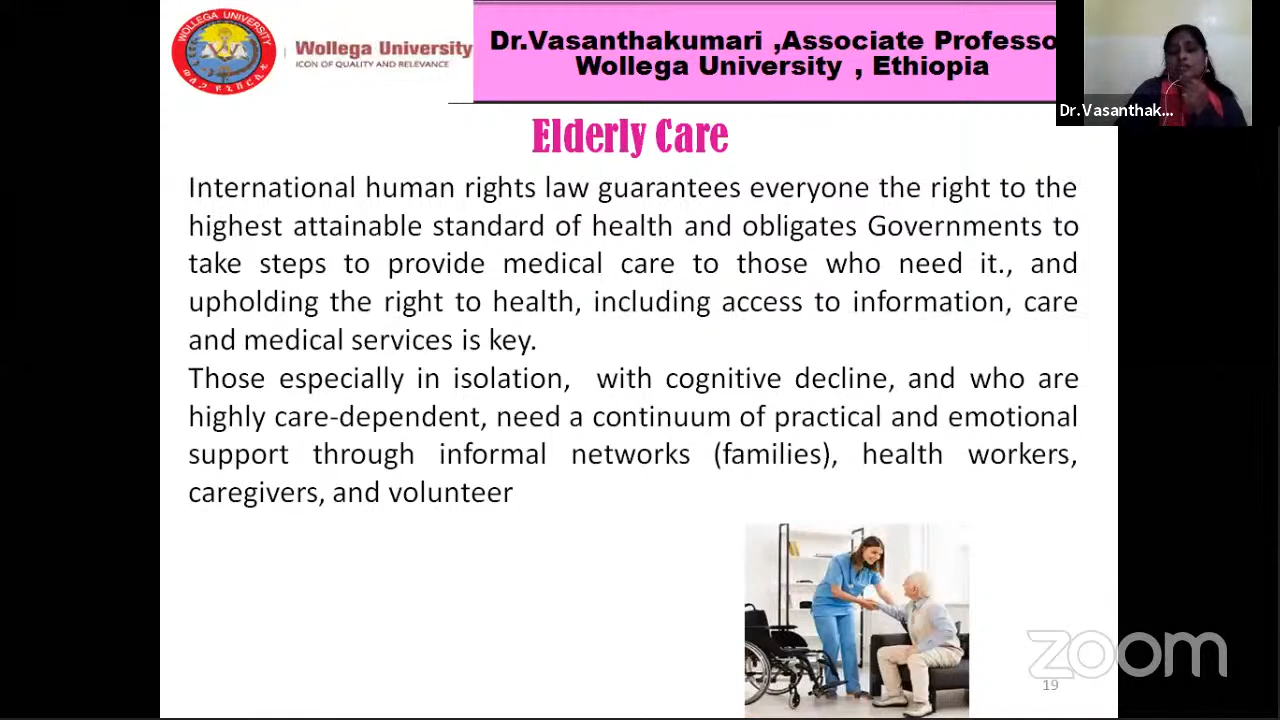 WOLLEGA UNIVERSITY
Wollega University
ICON OF QUALITY AND RELEVANCE
Dr.Vasanthakumari ,Associate Professo
Wollega University , Ethiopia
Dr.Vasanthak...
Elderly Care
International human rights law guarantees everyone the right to the
highest attainable standard of health and obligates Governments to
take steps to provide medical care to those who need it., and
upholding the right to health, including access to information, care
and medical services is key.
Those especially in isolation, with cognitive decline, and who are
highly care-dependent, need a continuum of practical and emotional
support through informal networks (families), health workers,
caregivers, and volunteer
zoom
19